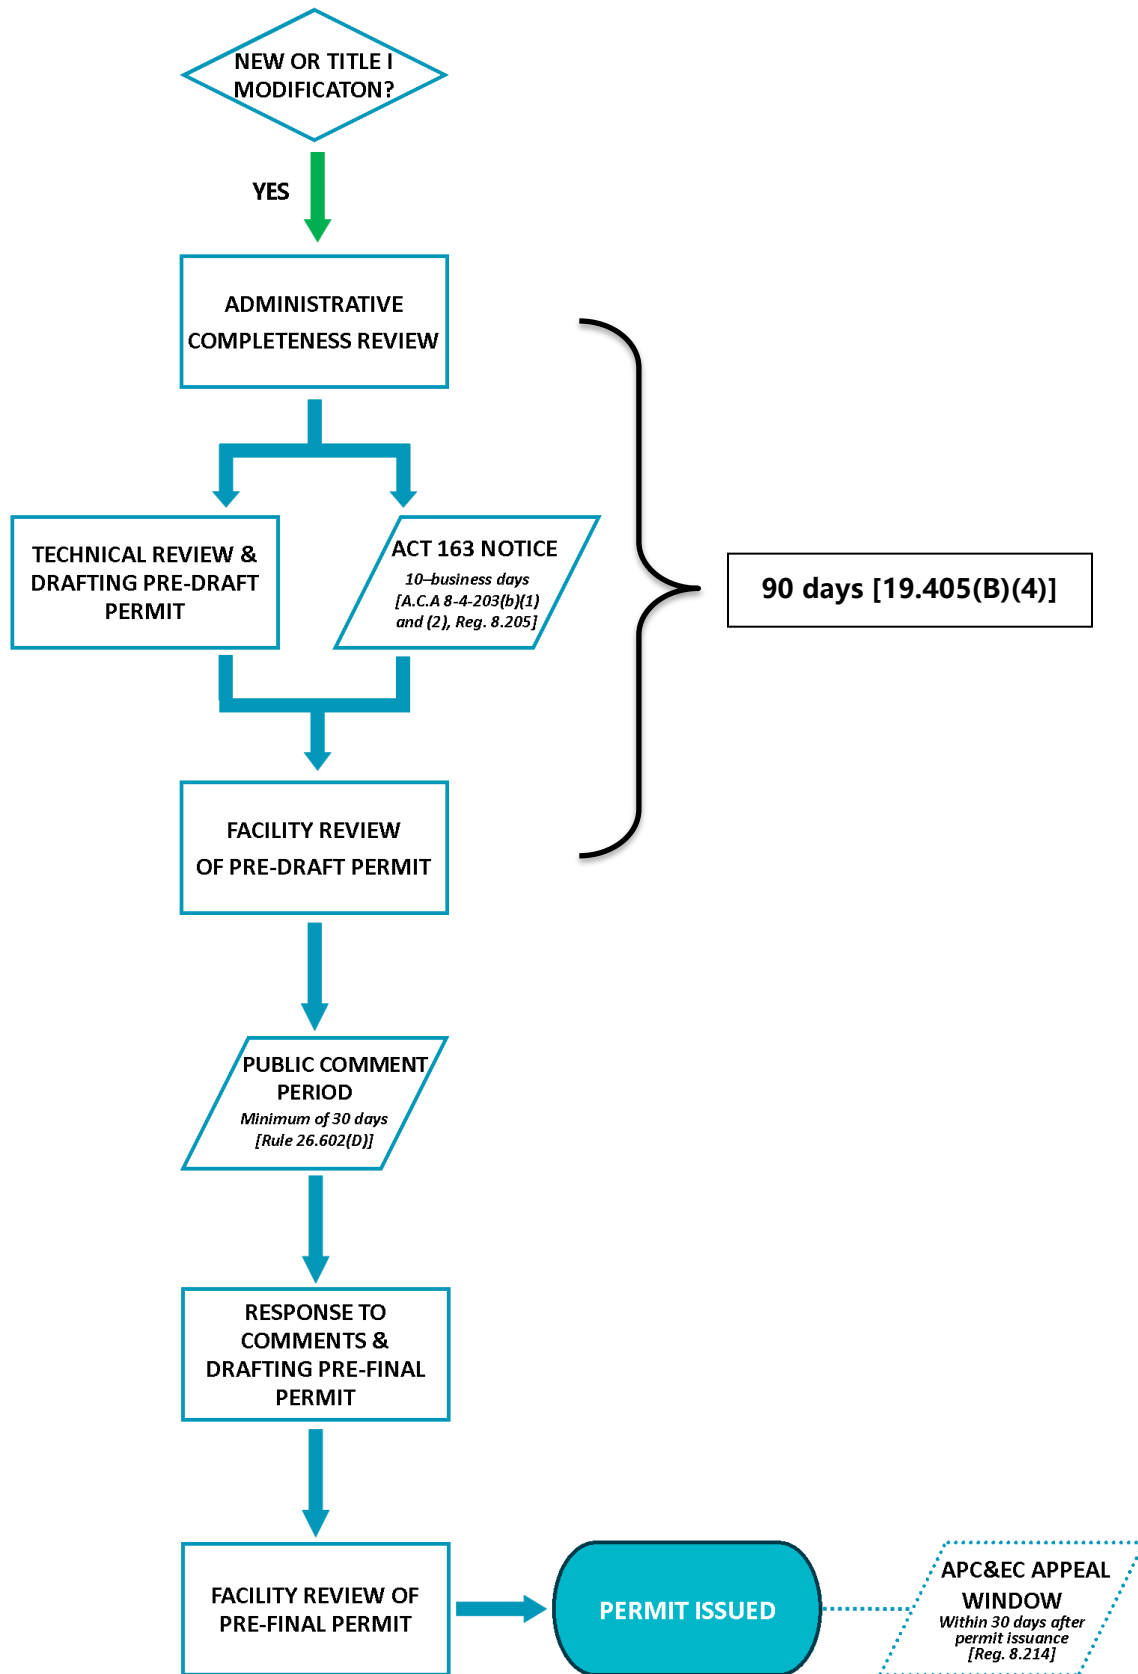 NEW OR TITLE I
MODIFICATON?
YES
ADMINISTRATIVE
COMPLETENESS REVIEW
TECHNICAL REVIEW &
DRAFTING PRE-DRAFT
PERMIT
ACT 163 NOTICE
10–business days
[A.C.A 8-4-203(b)(1)
and (2), Reg. 8.205]
90 days [19.405(B)(4)]
FACILITY REVIEW
OF PRE-DRAFT PERMIT
PUBLIC COMMENT
PERIOD
Minimum of 30 days
[Rule 26.602(D)]
RESPONSE TO
COMMENTS &
DRAFTING PRE-FINAL
PERMIT
FACILITY REVIEW OF
PRE-FINAL PERMIT
PERMIT ISSUED
APC&EC APPEAL
WINDOW
Within 30 days after
permit issuance
[Reg. 8.214]